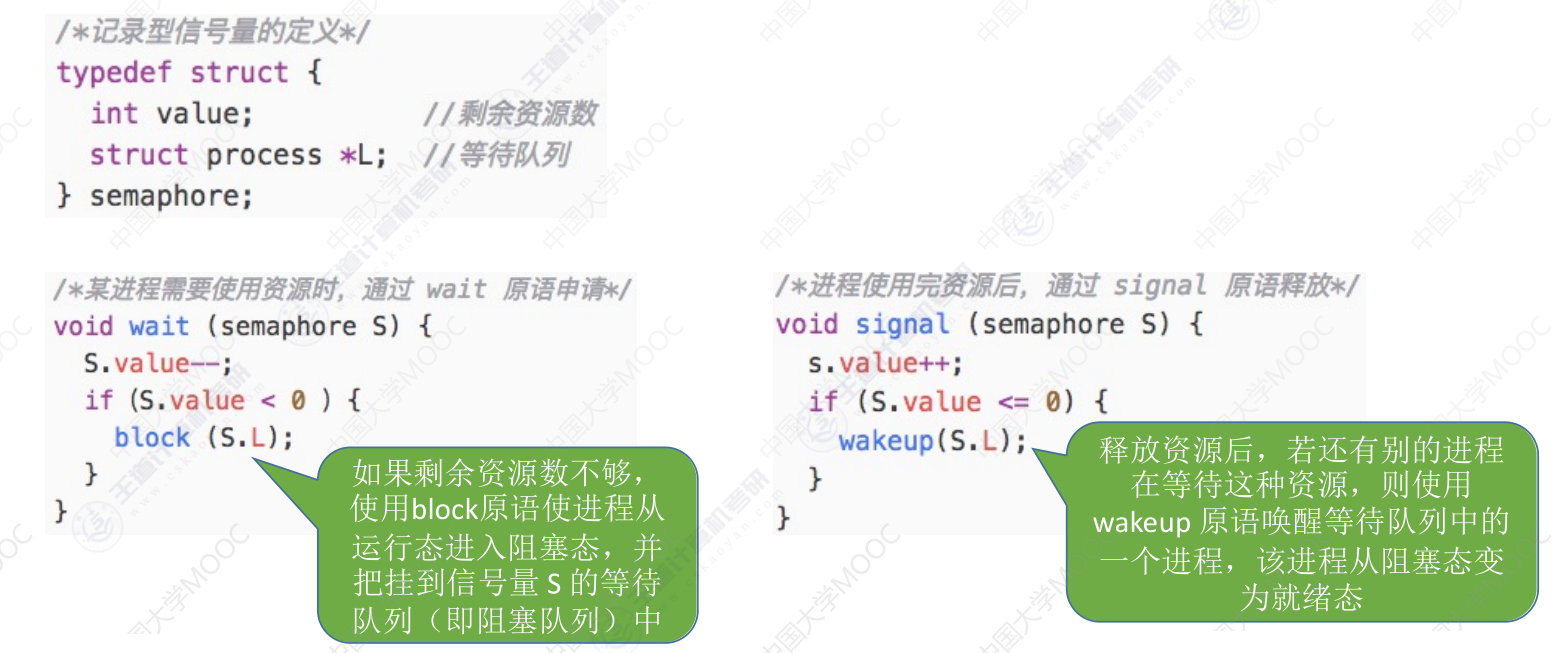 /*记录型信号量的定义*/
typedef struct {
  int value;          //剩余资源数
  struct process *L;  //等待队列
} semaphore;
/*某进程需要使用资源时，通过 wait 原语申请*/
void wait (semaphore S) {
  S.value--;
  if (S.value < 0 ) {
    block (S.L);
  }
}
如果剩余资源数不够，
使用block原语使进程从
运行态进入阻塞态，并
把挂到信号量 S 的等待
队列（即阻塞队列）中
/*进程使用完资源后，通过 signal 原语释放*/
void signal (semaphore S) {
  s.value++;
  if (S.value <= 0) {
    wakeup(S.L);
  }
}
释放资源后，若还有别的进程
在等待这种资源，则使用
wakeup 原语唤醒等待队列中的
一个进程，该进程从阻塞态变
为就绪态
中国大学MOOC
王道计算机考研
www.cskaoyan.com